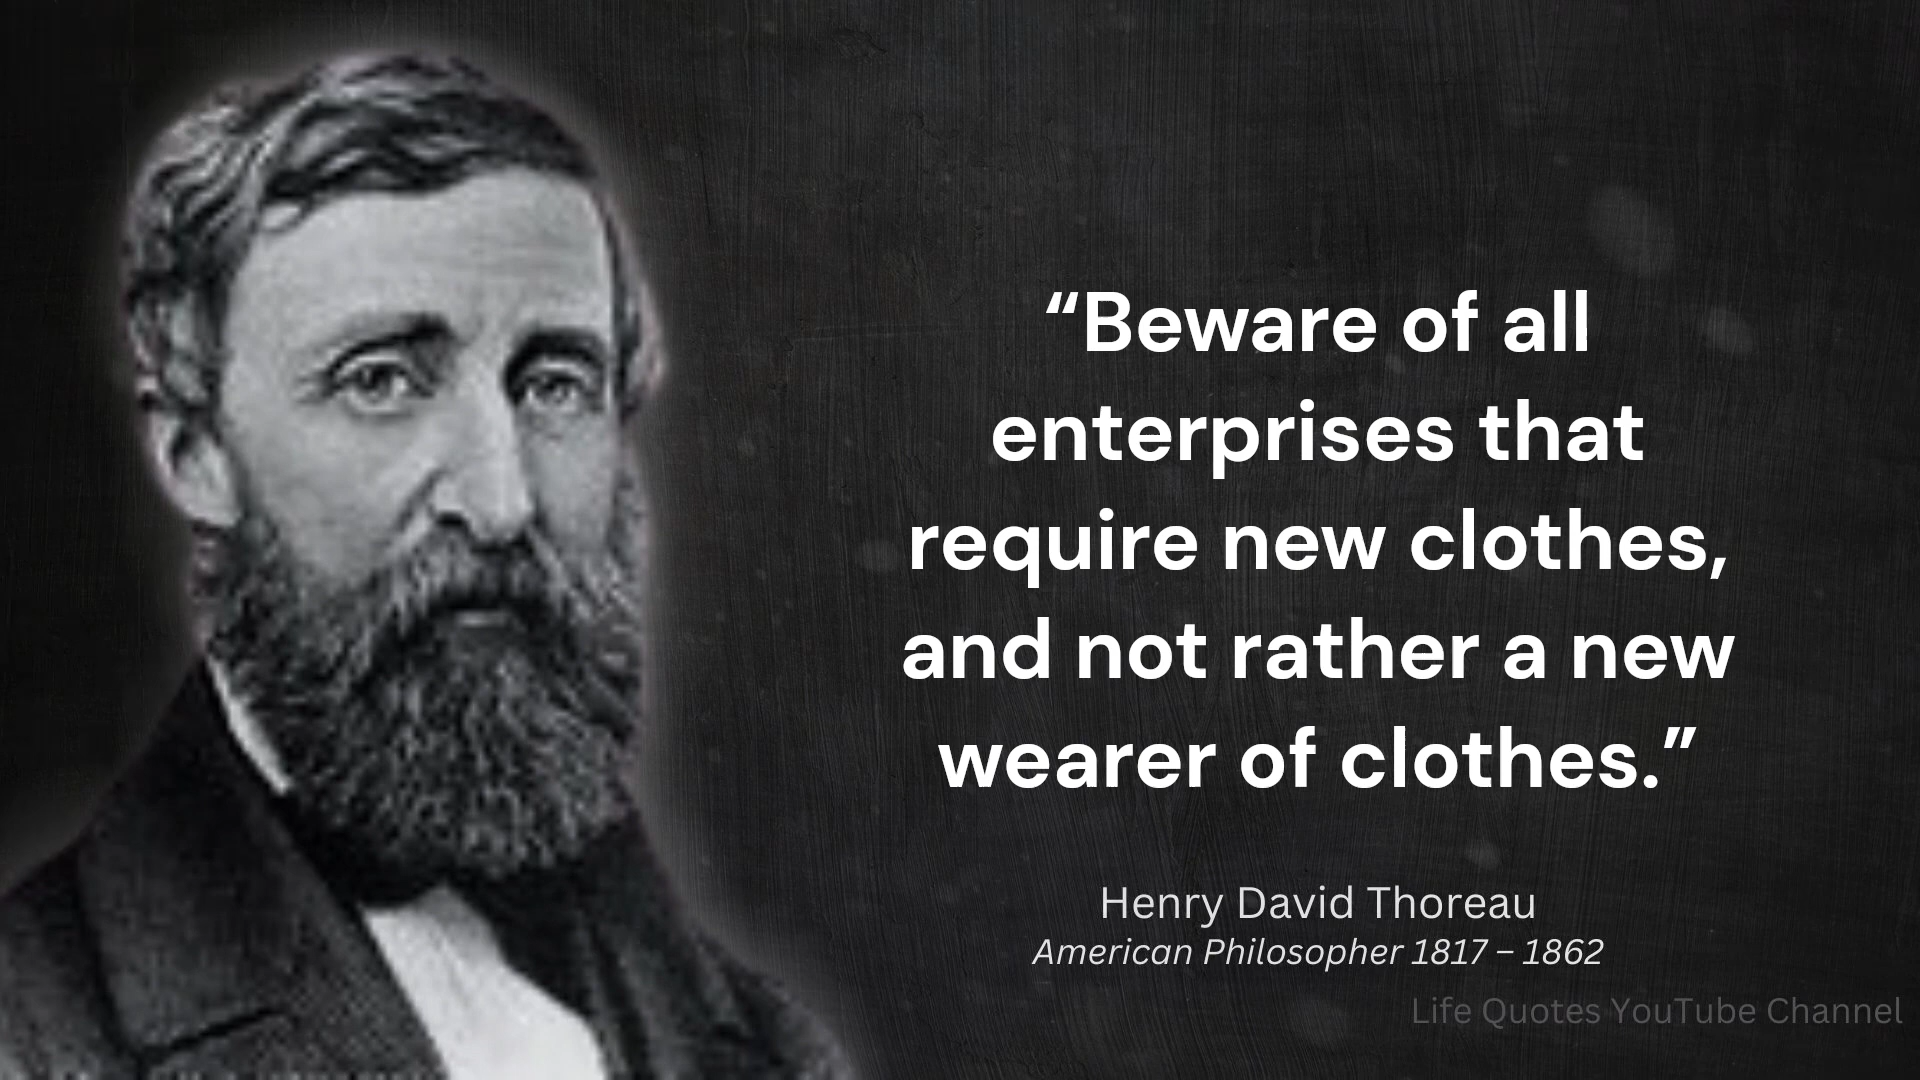 “Beware of all
enterprises that
require new clothes,
and not rather a new
wearer of clothes.”
Henry David Thoreau
American Philosopher 1817 – 1862
Life Quotes YouTube Channel